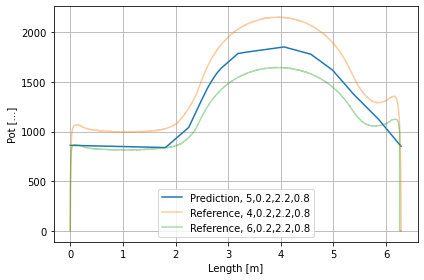 2000
1500
1000
500
0
Pot [...]
Prediction, 5,0.2,2.2,0.8
Reference, 4,0.2,2.2,0.8
Reference, 6,0.2,2.2,0.8
0 1 2 3 4 5 6
Length [m]